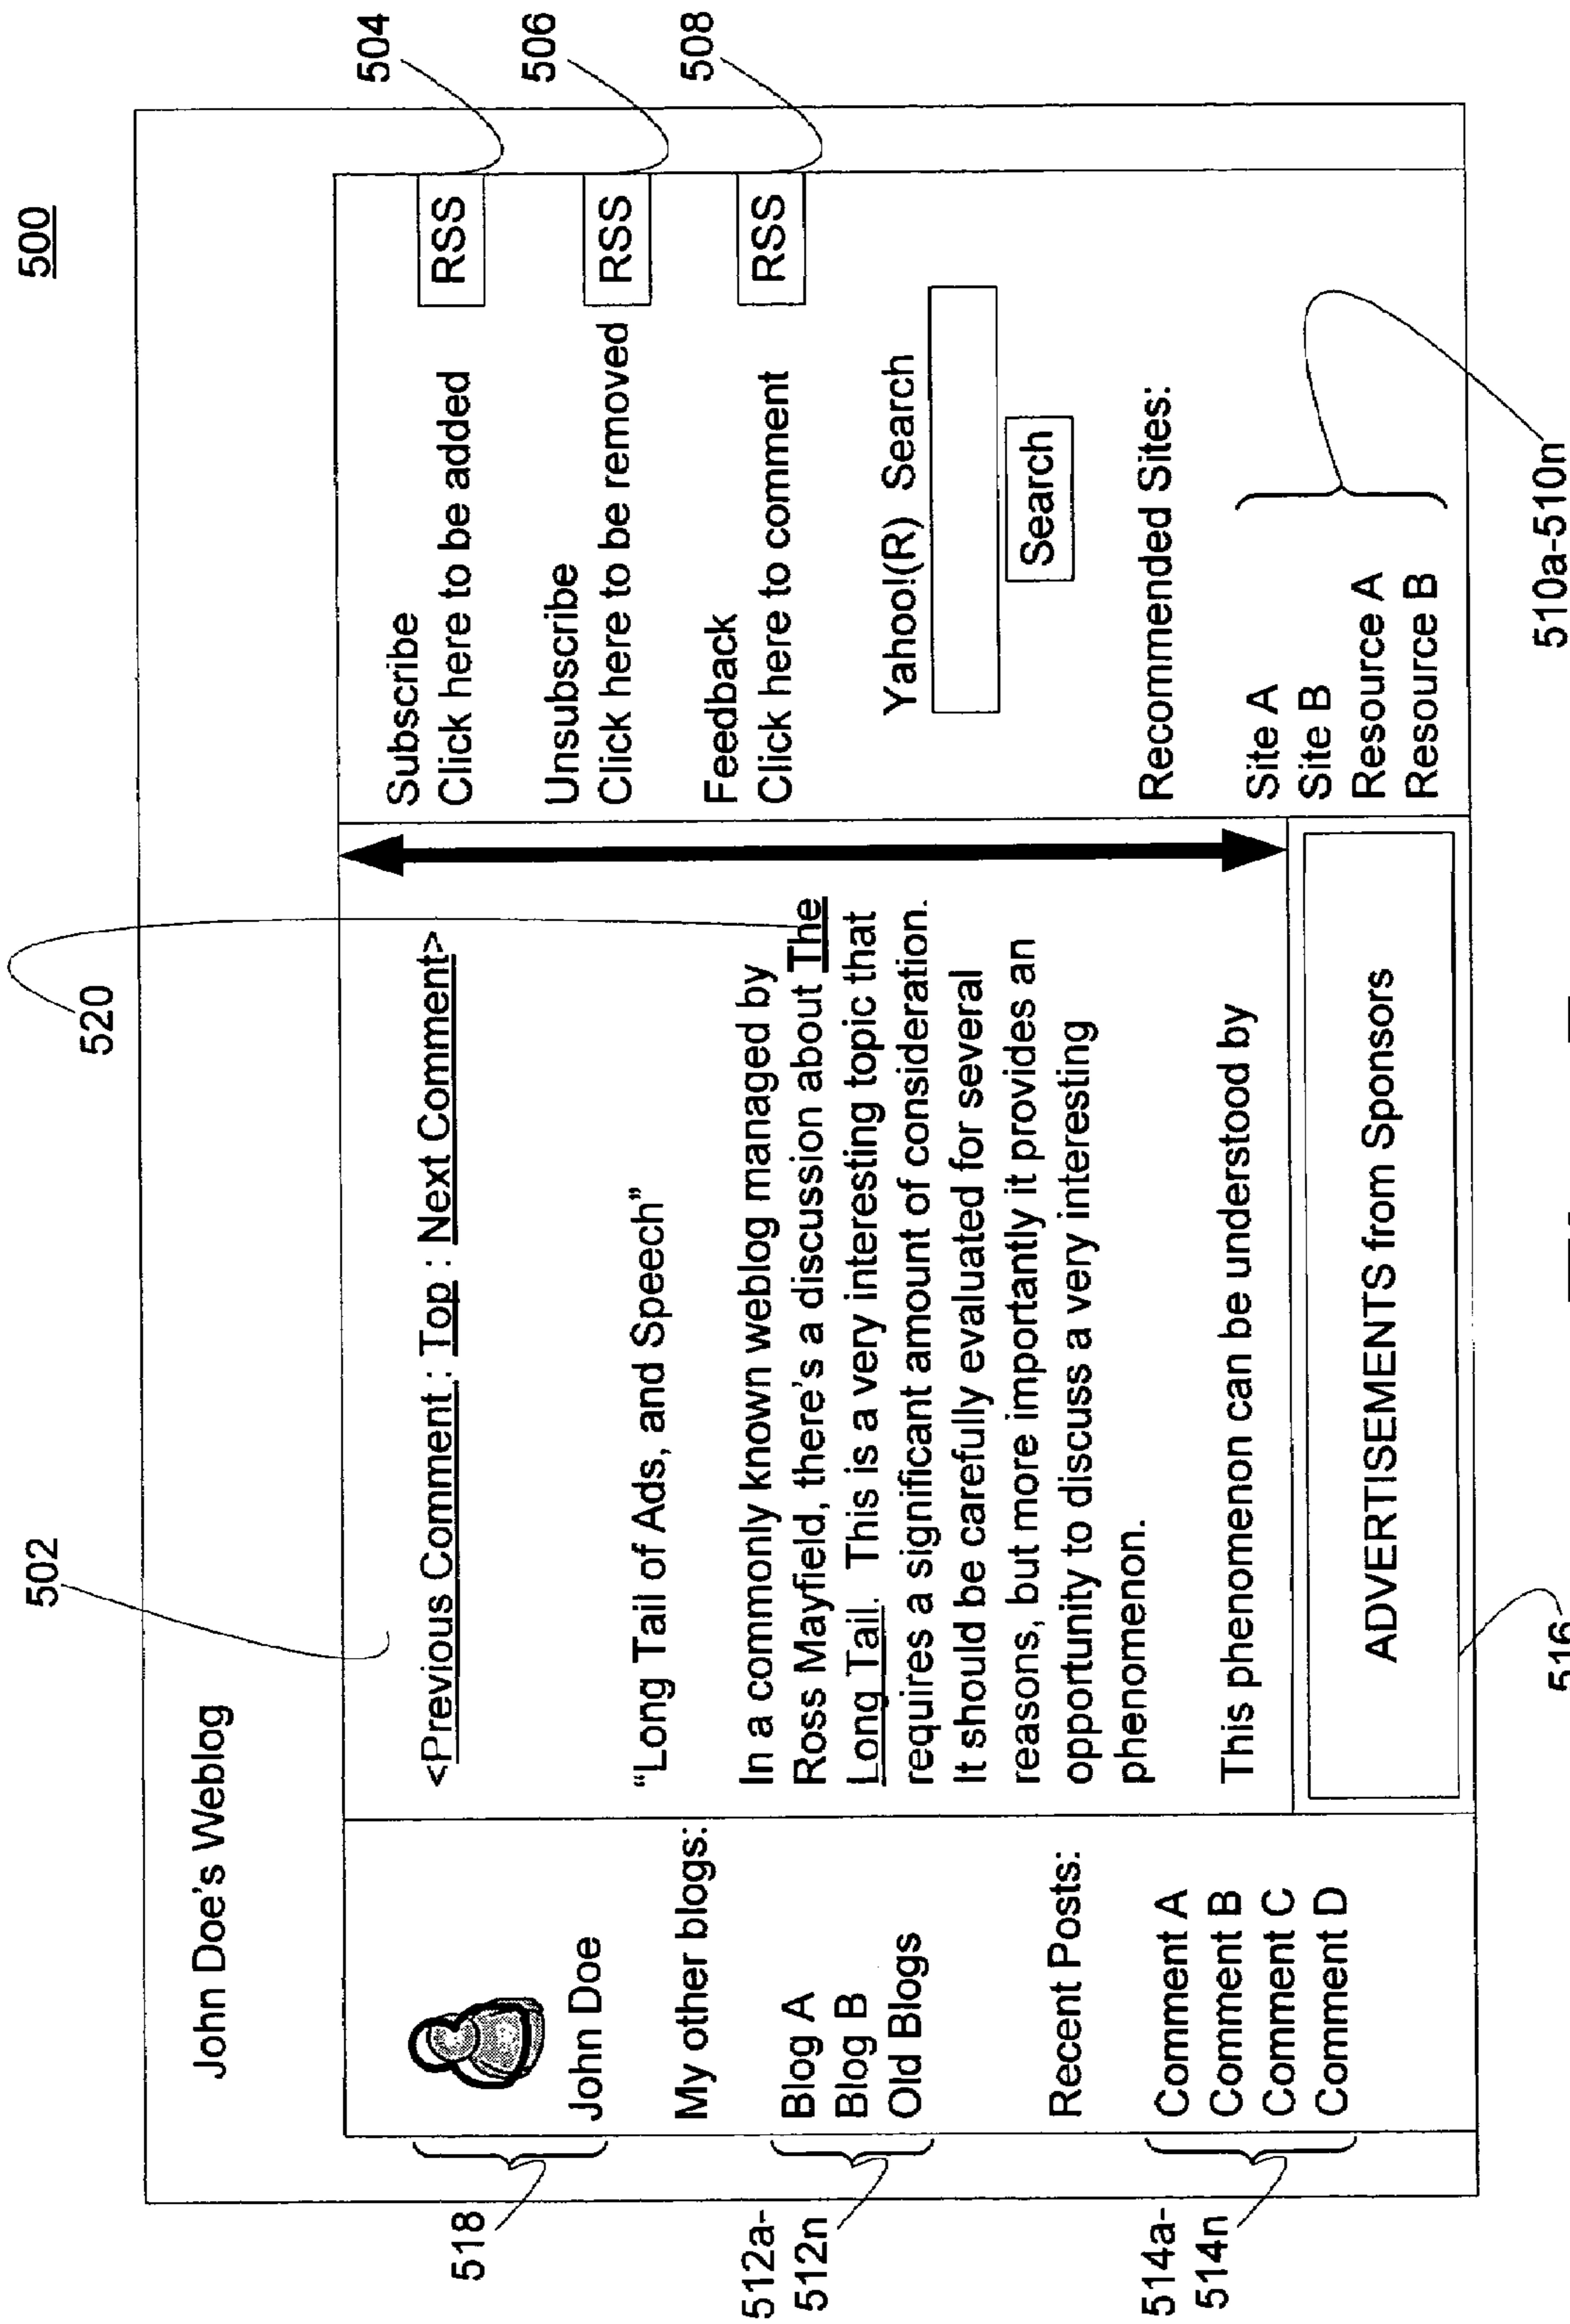 500
John Doe's Weblog
502
520
504
506
508
518
John Doe
My other blogs:
512a-
512n
Blog A
Blog B
Old Blogs
Recent Posts:
514a-
514n
Comment A
Comment B
Comment C
Comment D
<Previous Comment : Top : Next Comment>
“Long Tail of Ads, and Speech”
In a commonly known weblog managed by
Ross Mayfield, there's a discussion about The
Long Tail. This is a very interesting topic that
requires a significant amount of consideration.
It should be carefully evaluated for several
reasons, but more importantly it provides an
opportunity to discuss a very interesting
phenomenon.
This phenomenon can be understood by
ADVERTISEMENTS from Sponsors
516
Subscribe
Click here to be added RSS
Unsubscribe
Click here to be removed RSS
Feedback
Click here to comment RSS
Yahoo!(R) Search
Search
Recommended Sites:
Site A
Site B
Resource A
Resource B
510a-510n